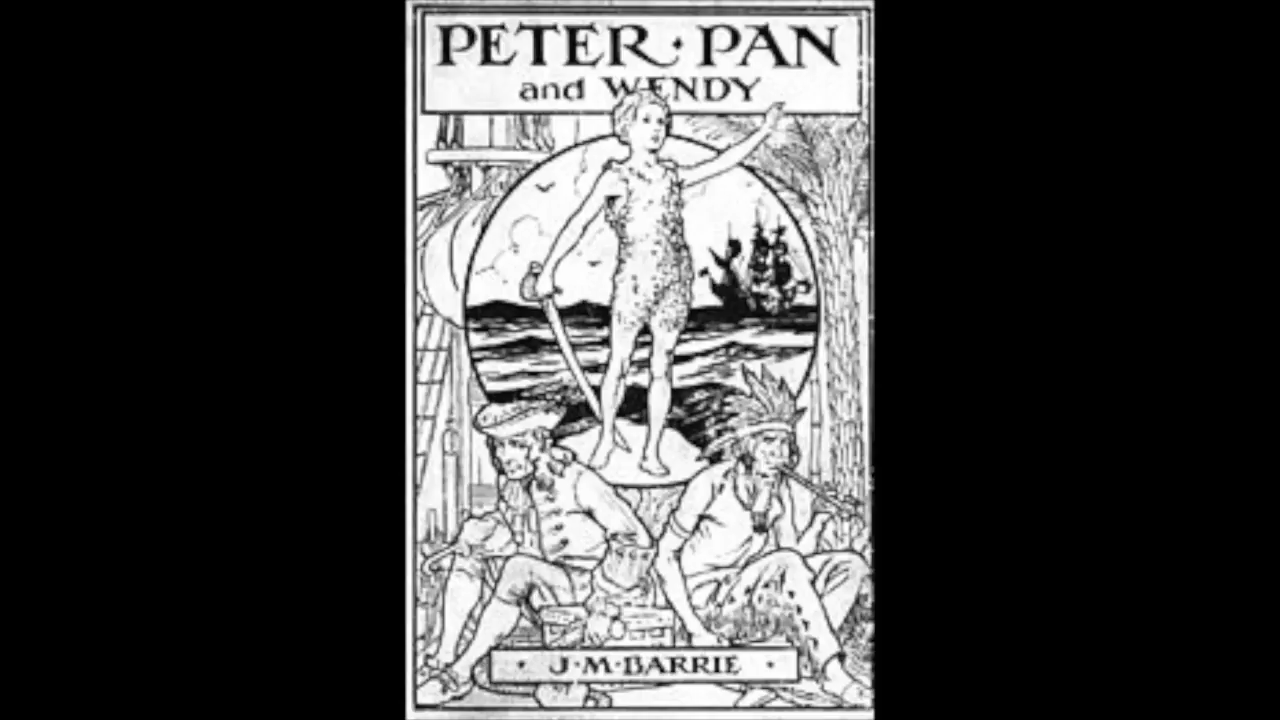 PETER · PAN
and WENDY
· J · M · BARRIE ·